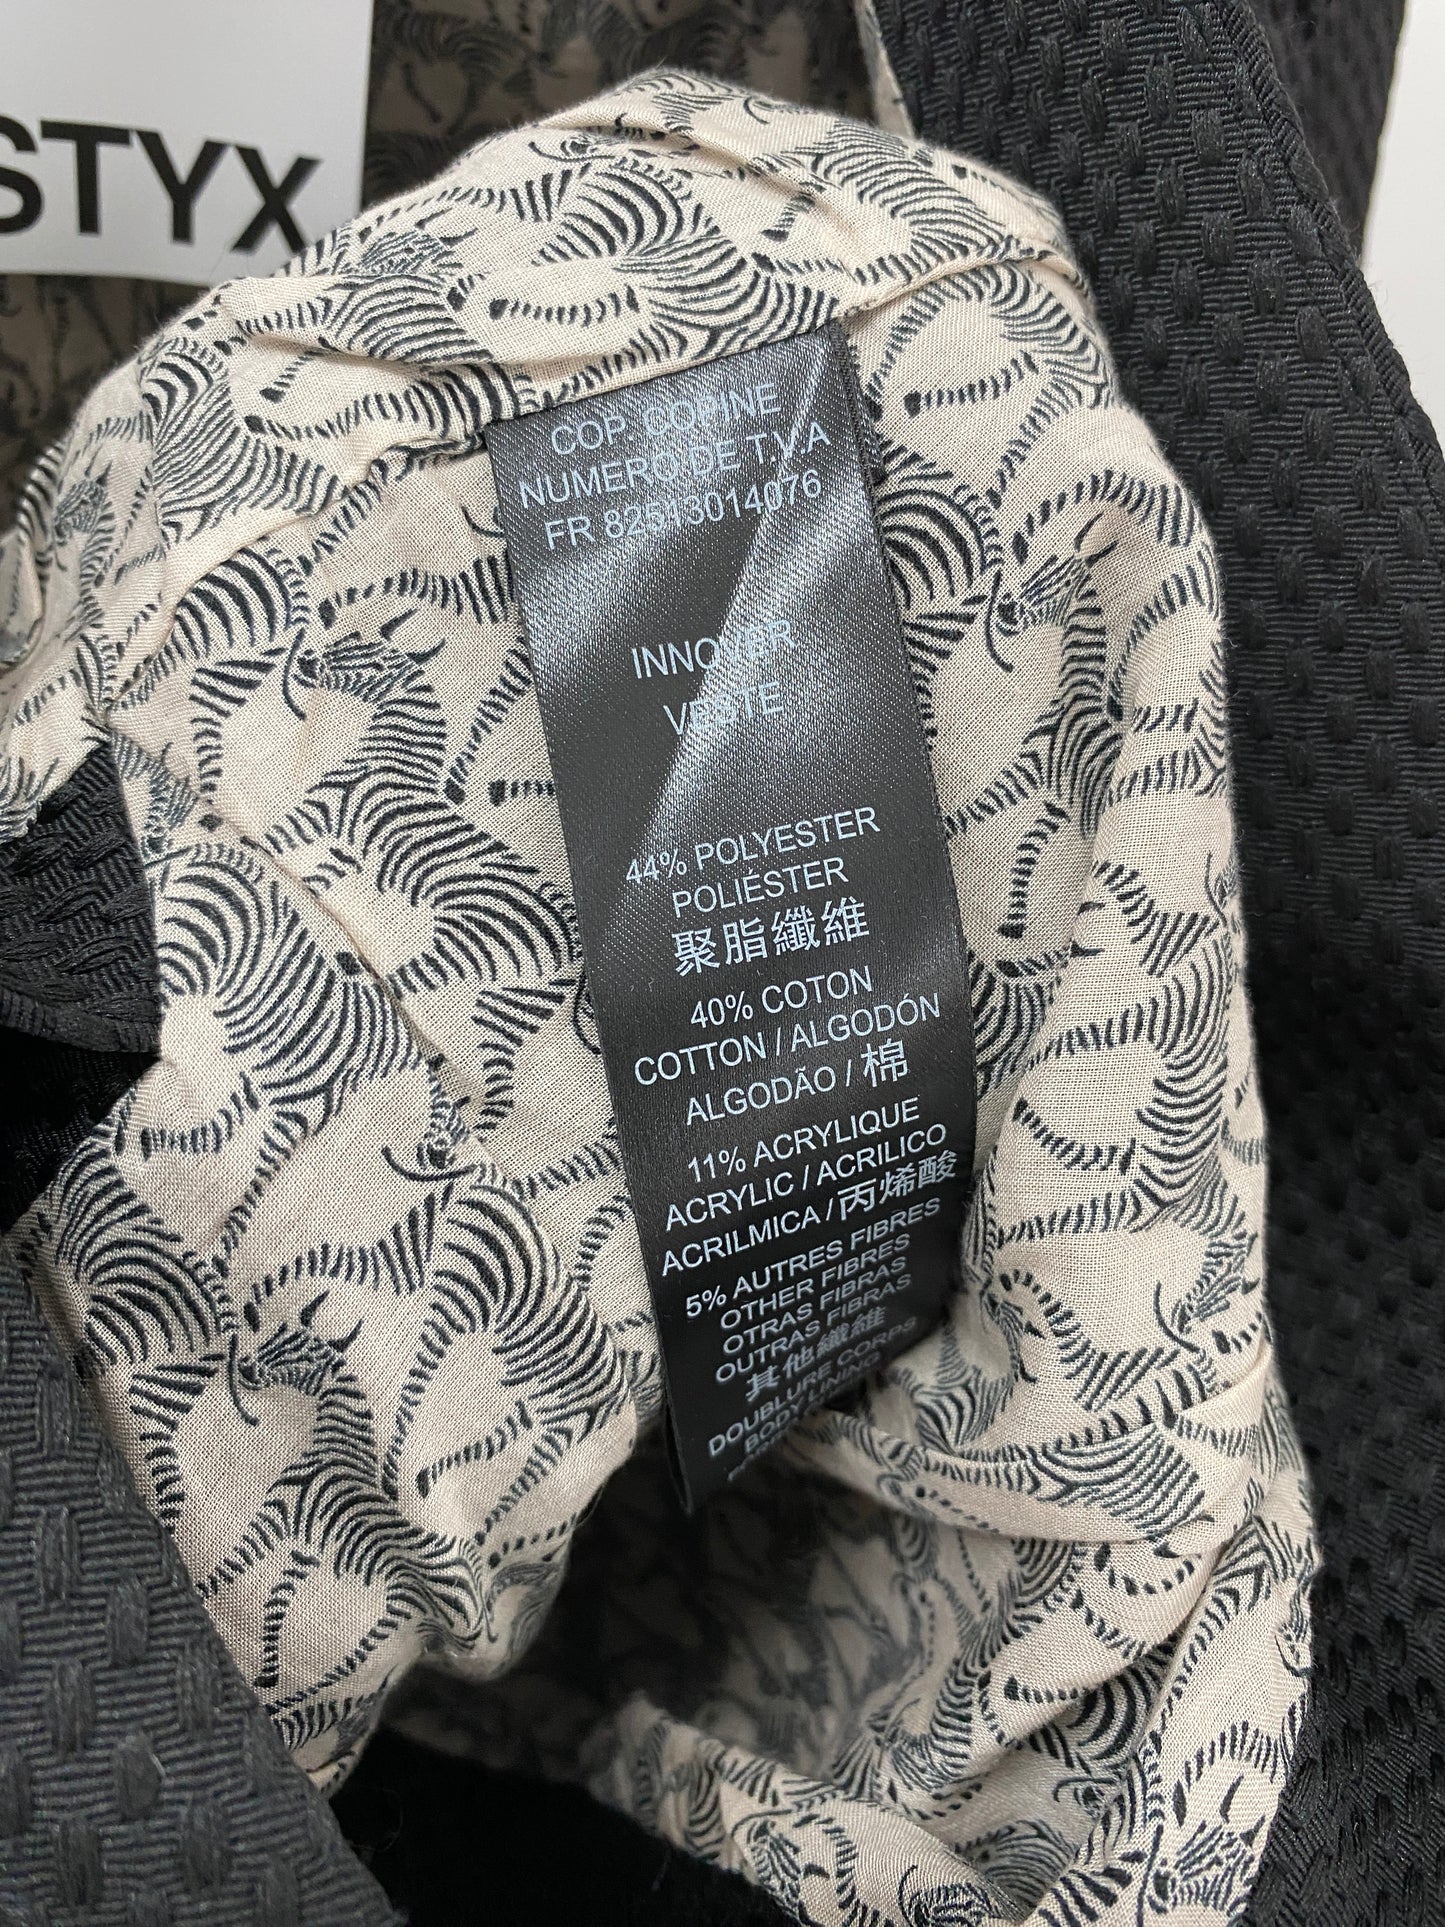 STYX
COP. COPINE
NUMERO DE T.V.A
FR 82513014076
INNOVER
VESTE
44% POLYESTER
POLIÉSTER
聚脂纖維
40% COTON
COTTON / ALGODÓN
ALGODÃO / 棉
11% ACRYLIQUE
ACRYLIC / ACRILICO
ACRILMICA / 丙烯酸
5% AUTRES FIBRES
OTHER FIBRES
OTRAS FIBRAS
OUTRAS FIBRAS
其他纖維
DOUBLURE CORPS
BODY LINING